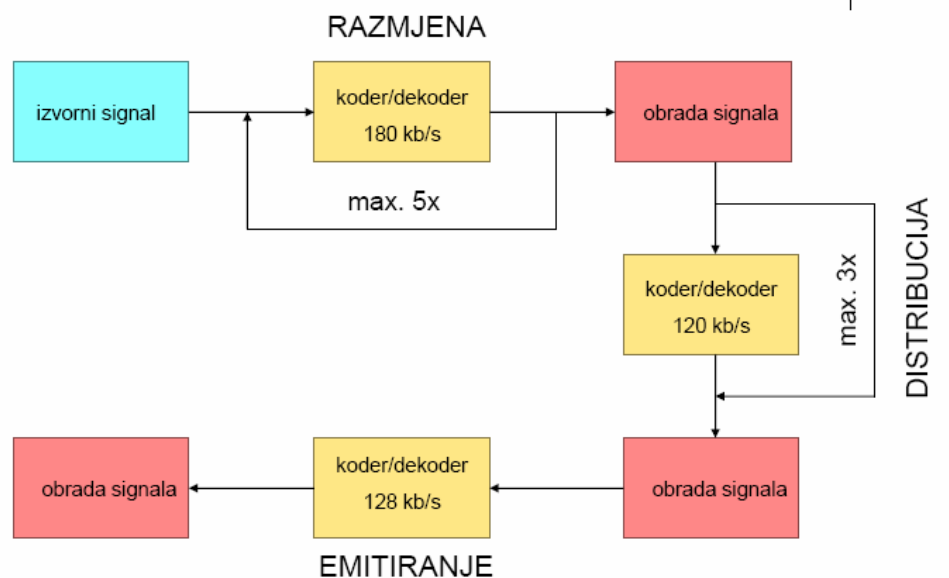 RAZMJENA
izvorni signal
koder/dekoder
180 kb/s
obrada signala
max. 5x
koder/dekoder
120 kb/s
max. 3x
DISTRIBUCIJA
obrada signala
koder/dekoder
128 kb/s
obrada signala
EMITIRANJE